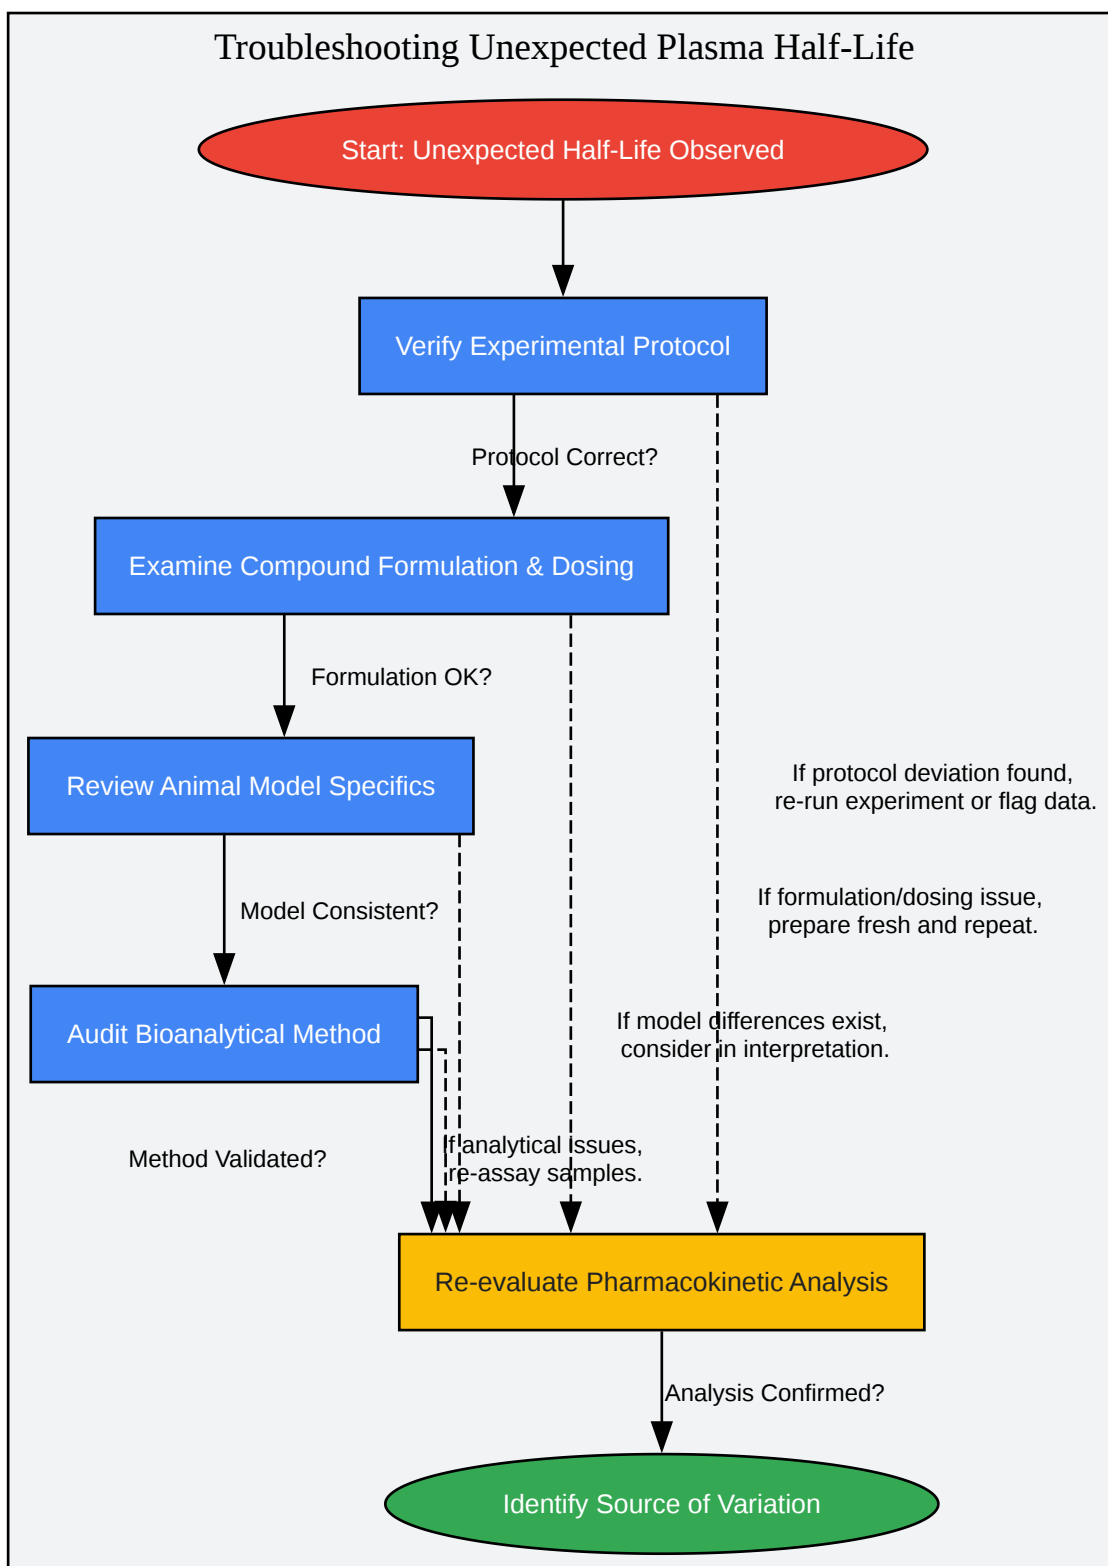 Troubleshooting Unexpected Plasma Half-Life
Start: Unexpected Half-Life Observed
Verify Experimental Protocol
Protocol Correct?
Examine Compound Formulation & Dosing
Formulation OK?
Review Animal Model Specifics
If protocol deviation found,
re-run experiment or flag data.
Model Consistent?
If formulation/dosing issue,
prepare fresh and repeat.
Audit Bioanalytical Method
If model differences exist,
consider in interpretation.
Method Validated?
If analytical issues,
re-assay samples.
Re-evaluate Pharmacokinetic Analysis
Analysis Confirmed?
Identify Source of Variation